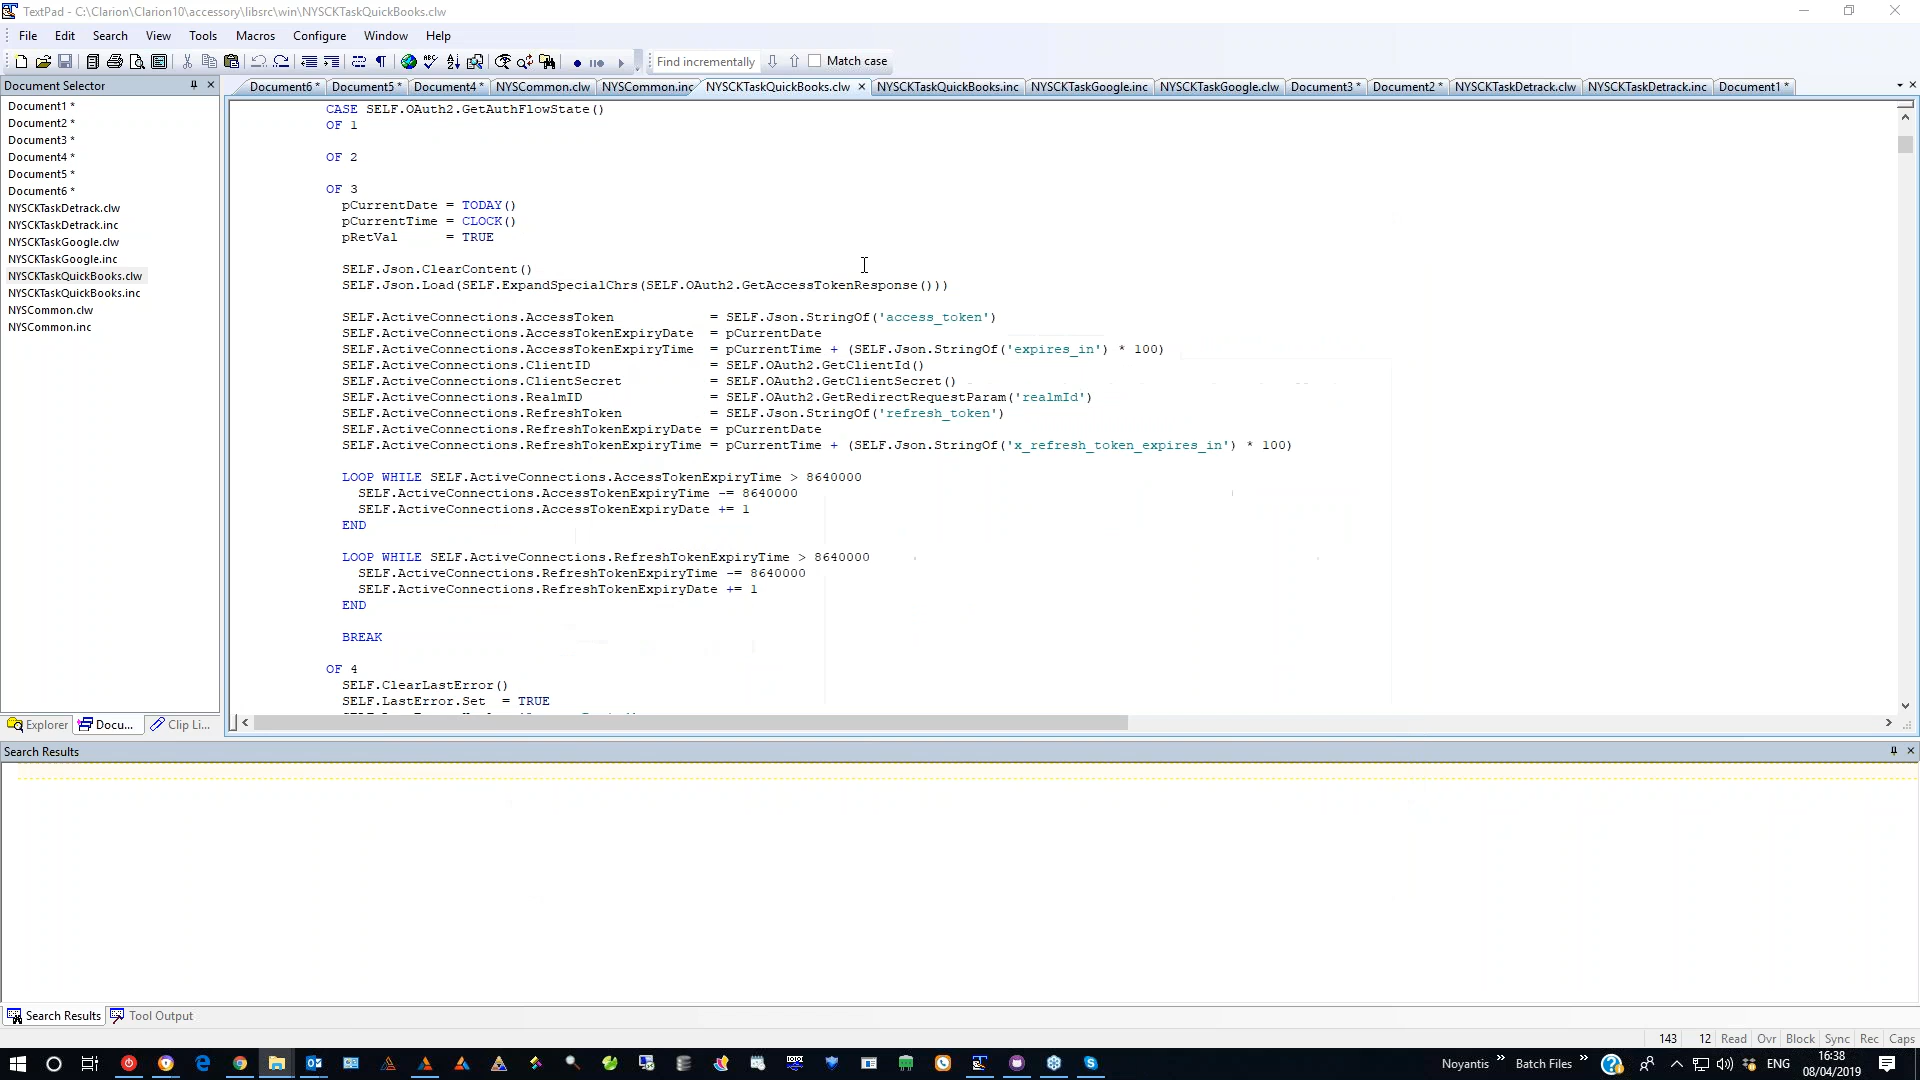 TextPad - C:\Clarion\Clarion10\accessory\libsrc\win\NYSCKTaskQuickBooks.clw
File Edit Search View Tools Macros Configure Window Help
Find incrementally Match case
Document Selector
Document6 * Document5 * Document4 * NYSCommon.clw NYSCommon.inc NYSCKTaskQuickBooks.clw NYSCKTaskQuickBooks.inc NYSCKTaskGoogle.inc NYSCKTaskGoogle.clw Document3 * Document2 * NYSCKTaskDetrack.clw NYSCKTaskDetrack.inc Document1 *
Document1 *
Document2 *
Document3 *
Document4 *
Document5 *
Document6 *
NYSCKTaskDetrack.clw
NYSCKTaskDetrack.inc
NYSCKTaskGoogle.clw
NYSCKTaskGoogle.inc
NYSCKTaskQuickBooks.clw
NYSCKTaskQuickBooks.inc
NYSCommon.clw
NYSCommon.inc
Explorer Docu... Clip Li...
CASE SELF.OAuth2.GetAuthFlowState()
OF 1
OF 2
OF 3
pCurrentDate = TODAY()
pCurrentTime = CLOCK()
pRetVal = TRUE
SELF.Json.ClearContent()
SELF.Json.Load(SELF.ExpandSpecialChrs(SELF.OAuth2.GetAccessTokenResponse()))
SELF.ActiveConnections.AccessToken = SELF.Json.StringOf('access_token')
SELF.ActiveConnections.AccessTokenExpiryDate = pCurrentDate
SELF.ActiveConnections.AccessTokenExpiryTime = pCurrentTime + (SELF.Json.StringOf('expires_in') * 100)
SELF.ActiveConnections.ClientID = SELF.OAuth2.GetClientId()
SELF.ActiveConnections.ClientSecret = SELF.OAuth2.GetClientSecret()
SELF.ActiveConnections.RealmID = SELF.OAuth2.GetRedirectRequestParam('realmId')
SELF.ActiveConnections.RefreshToken = SELF.Json.StringOf('refresh_token')
SELF.ActiveConnections.RefreshTokenExpiryDate = pCurrentDate
SELF.ActiveConnections.RefreshTokenExpiryTime = pCurrentTime + (SELF.Json.StringOf('x_refresh_token_expires_in') * 100)
LOOP WHILE SELF.ActiveConnections.AccessTokenExpiryTime > 8640000
SELF.ActiveConnections.AccessTokenExpiryTime -= 8640000
SELF.ActiveConnections.AccessTokenExpiryDate += 1
END
LOOP WHILE SELF.ActiveConnections.RefreshTokenExpiryTime > 8640000
SELF.ActiveConnections.RefreshTokenExpiryTime -= 8640000
SELF.ActiveConnections.RefreshTokenExpiryDate += 1
END
BREAK
OF 4
SELF.ClearLastError()
SELF.LastError.Set = TRUE
Search Results
Search Results Tool Output
143 12 Read Ovr Block Sync Rec Caps
Noyantis Batch Files ENG 16:38
08/04/2019